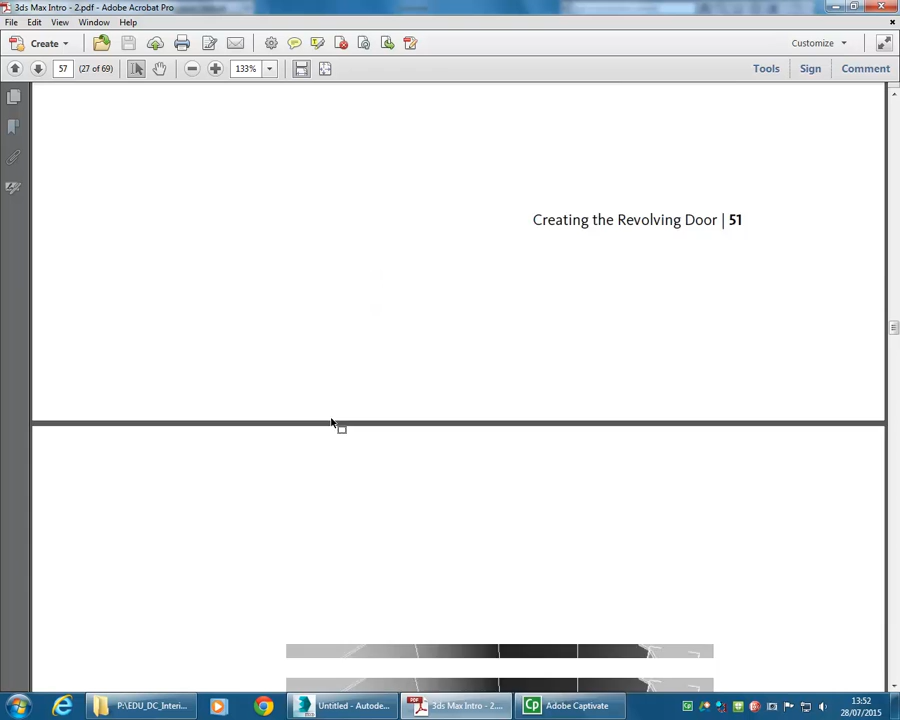 3ds Max Intro - 2.pdf - Adobe Acrobat Pro
File Edit View Window Help
Create
Customize
57 (27 of 69) 133%
Tools Sign Comment
Creating the Revolving Door | 51
P:\EDU_DC_Interi... Untitled - Autode... 3ds Max Intro - 2.... Cp Adobe Captivate
13:52
28/07/2015